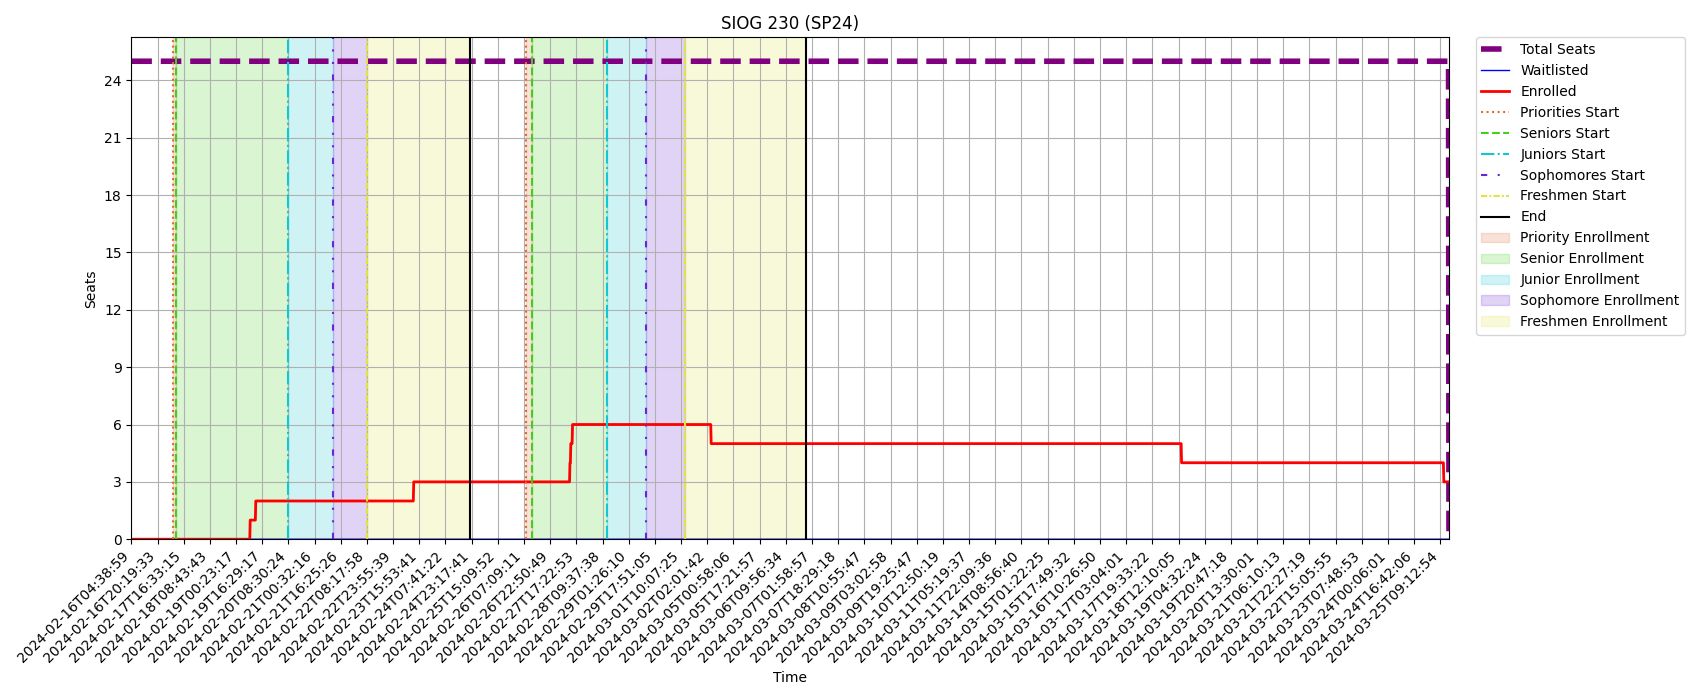 SIOG 230 (SP24)
Seats
24
21
18
15
12
9
6
3
0
2024-02-16T04:38:59
2024-02-16T20:19:33
2024-02-17T16:33:15
2024-02-18T08:43:43
2024-02-19T00:23:17
2024-02-19T16:29:17
2024-02-20T08:30:24
2024-02-21T00:32:16
2024-02-21T16:25:26
2024-02-22T08:17:58
2024-02-22T23:55:39
2024-02-23T15:53:41
2024-02-24T07:41:22
2024-02-24T23:17:41
2024-02-25T15:09:52
2024-02-26T07:09:11
2024-02-26T22:50:49
2024-02-27T17:22:53
2024-02-28T09:37:38
2024-02-29T01:26:10
2024-02-29T17:51:05
2024-03-01T10:07:25
2024-03-02T02:01:42
2024-03-05T00:58:06
2024-03-05T17:21:57
2024-03-06T09:56:34
2024-03-07T01:58:57
2024-03-07T18:29:18
2024-03-08T10:55:47
2024-03-09T03:02:58
2024-03-09T19:25:47
2024-03-10T12:50:19
2024-03-11T05:19:37
2024-03-11T22:09:36
2024-03-14T08:56:40
2024-03-15T01:22:25
2024-03-15T17:49:32
2024-03-16T10:26:50
2024-03-17T03:04:01
2024-03-17T19:33:22
2024-03-18T12:10:05
2024-03-19T04:32:24
2024-03-19T20:47:18
2024-03-20T13:30:01
2024-03-21T06:10:13
2024-03-21T22:27:19
2024-03-22T15:05:55
2024-03-23T07:48:53
2024-03-24T00:06:01
2024-03-24T16:42:06
2024-03-25T09:12:54
Time
Total Seats
Waitlisted
Enrolled
Priorities Start
Seniors Start
Juniors Start
Sophomores Start
Freshmen Start
End
Priority Enrollment
Senior Enrollment
Junior Enrollment
Sophomore Enrollment
Freshmen Enrollment